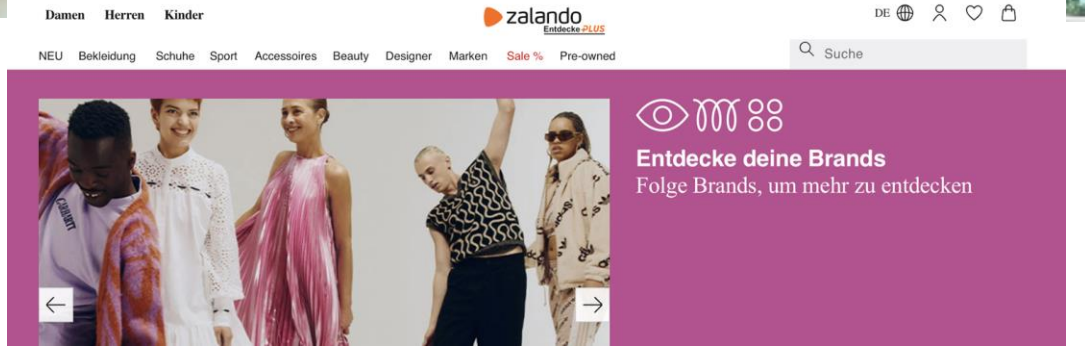 Damen Herren Kinder
zalando
Entdecke PLUS
DE
NEU Bekleidung Schuhe Sport Accessoires Beauty Designer Marken Sale % Pre-owned
Suche
CARHARTT
Entdecke deine Brands
Folge Brands, um mehr zu entdecken